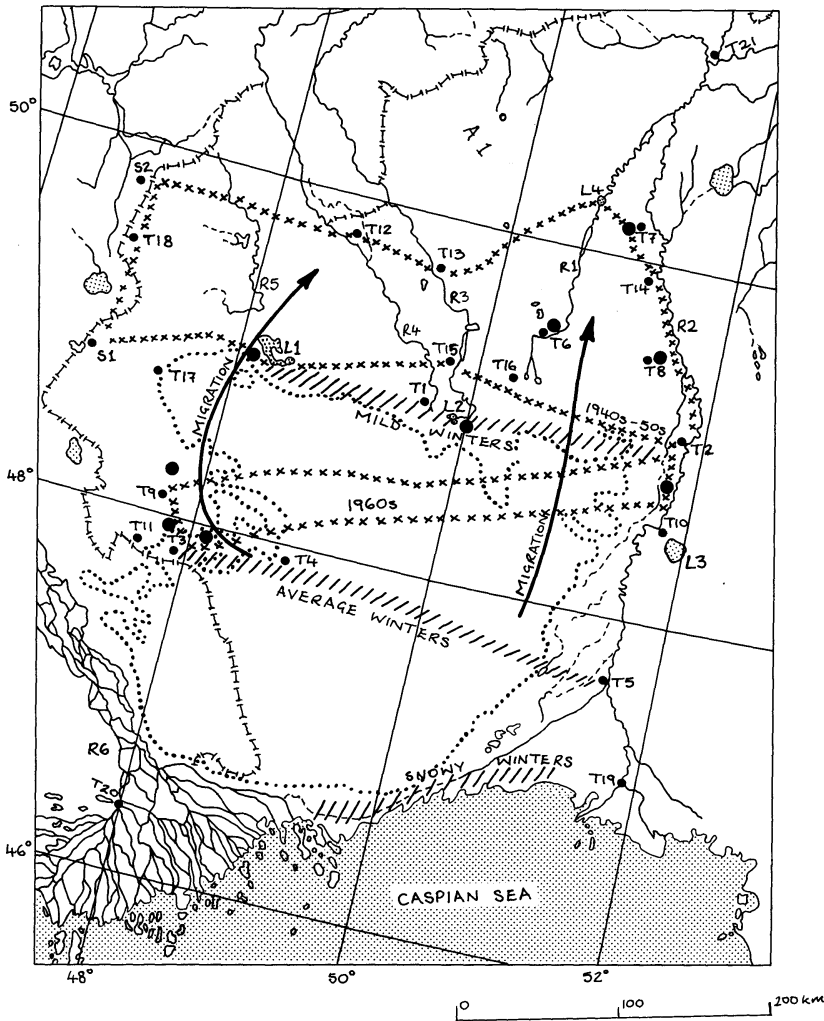 T21
50°
A1
S2
L4
T18
T12
T7
T13
R1
T14
R5
R3
R2
R4
S1
L1
T15
T6
T8
T17
MIGRATION
T16
T1
1940s-50s
L2
MILD WINTERS
T2
48°
T9
1960s
T11
T3
T10
T4
MIGRATION
L3
AVERAGE WINTERS
T5
R6
SNOWY WINTERS
T19
T20
46°
CASPIAN SEA
48°
50°
52°
0 100 200 km